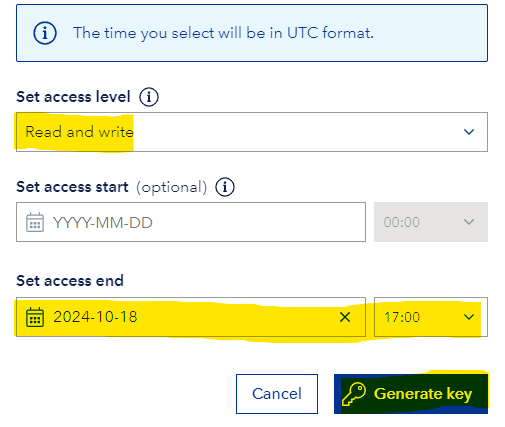 The time you select will be in UTC format.
Set access level
Read and write
Set access start (optional)
YYYY-MM-DD 00:00
Set access end
2024-10-18 17:00
Cancel Generate key